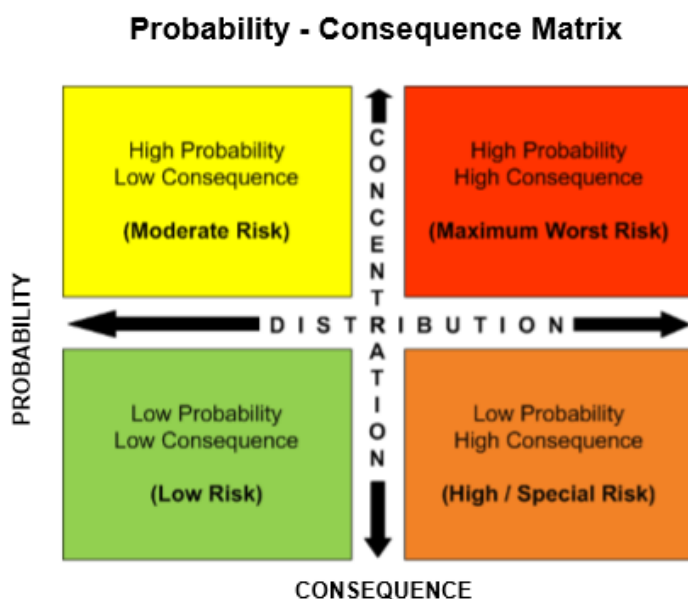 Probability - Consequence Matrix
High Probability
Low Consequence
(Moderate Risk)
CONCENTRATION
High Probability
High Consequence
(Maximum Worst Risk)
PROBABILITY
DISTRIBUTION
Low Probability
Low Consequence
(Low Risk)
Low Probability
High Consequence
(High / Special Risk)
CONSEQUENCE